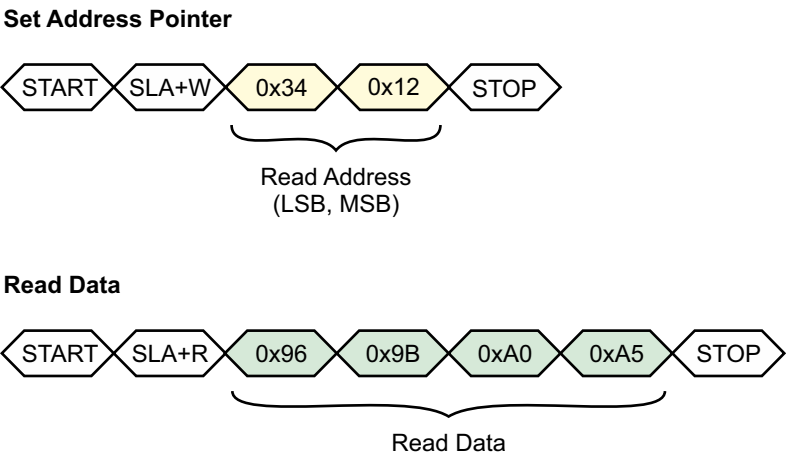 Set Address Pointer
START SLA+W 0x34 0x12 STOP
Read Address
(LSB, MSB)
Read Data
START SLA+R 0x96 0x9B 0xA0 0xA5 STOP
Read Data